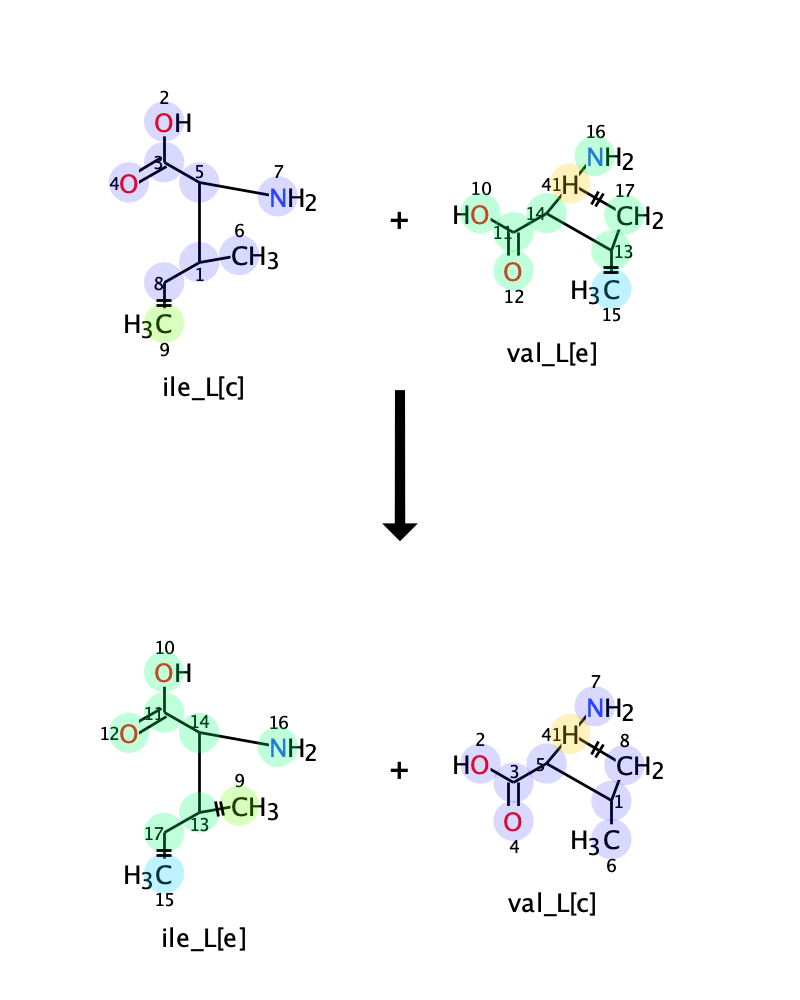 2
OH
3
4O
5
7
NH2
6
CH3
1
8
H3C
9
ile_L[c]
+
16
NH2
41H
17
10
HO
14
CH2
11
13
O
12
H3C
15
val_L[e]
10
OH
11
12O
14
16
NH2
9
CH3
13
17
H3C
15
ile_L[e]
+
7
NH2
41H
8
2
HO
5
CH2
3
1
O
4
H3C
6
val_L[c]